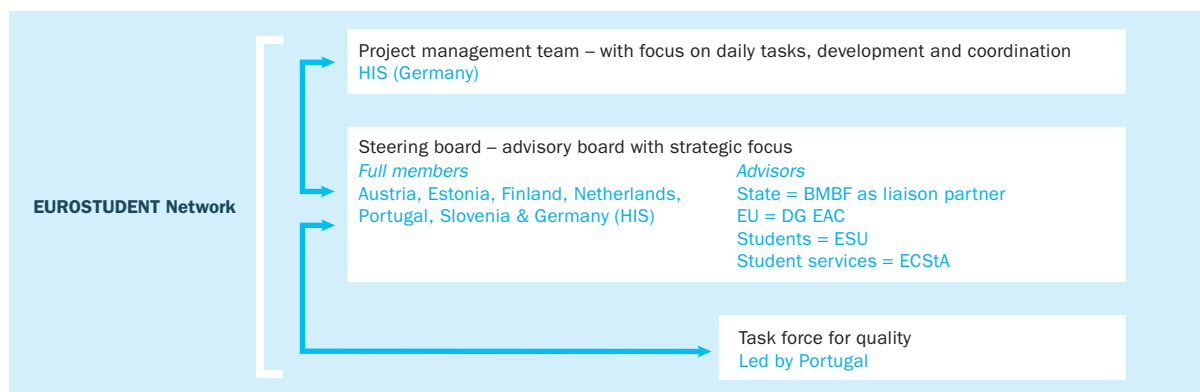 EUROSTUDENT Network
Project management team – with focus on daily tasks, development and coordination
HIS (Germany)
Steering board – advisory board with strategic focus
Full members
Austria, Estonia, Finland, Netherlands,
Portugal, Slovenia & Germany (HIS)
Advisors
State = BMBF as liaison partner
EU = DG EAC
Students = ESU
Student services = ECStA
Task force for quality
Led by Portugal